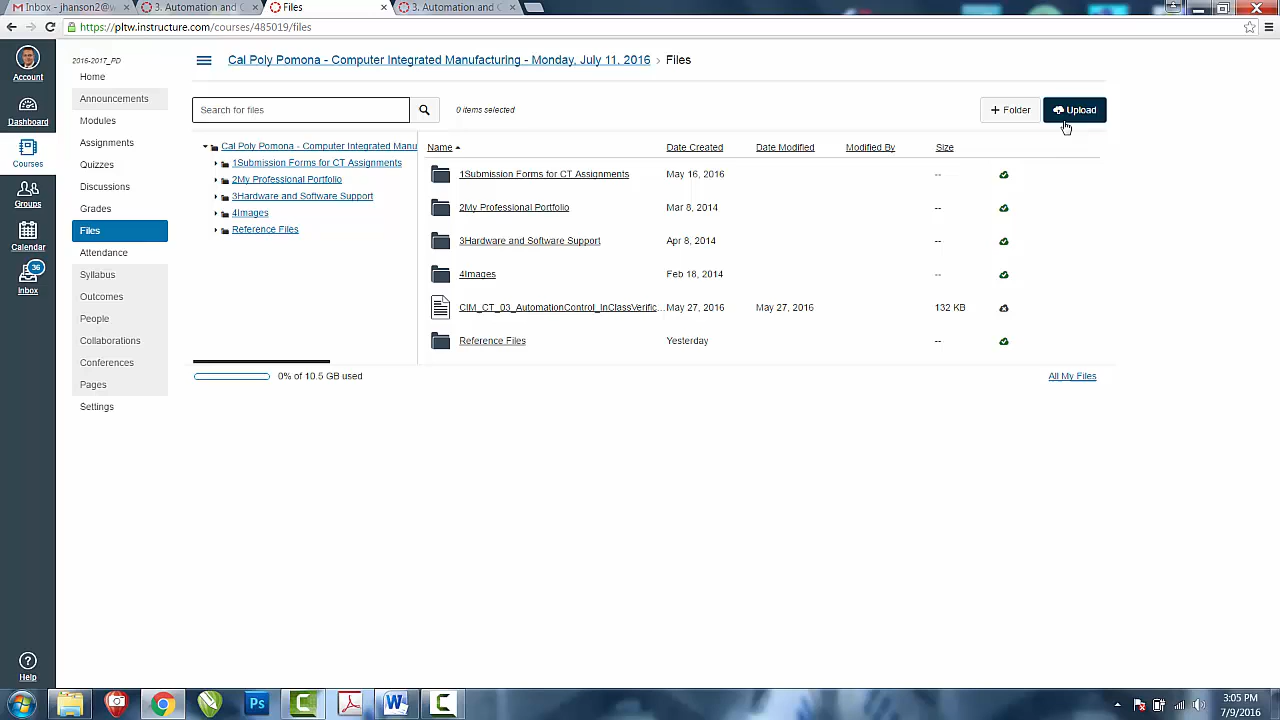 Inbox - jhanson2@w
3. Automation and C
Files
3. Automation and C
https://pltw.instructure.com/courses/485019/files
Account
Dashboard
Courses
Groups
Calendar
36
Inbox
Help
2016-2017_PD
Home
Announcements
Modules
Assignments
Quizzes
Discussions
Grades
Files
Attendance
Syllabus
Outcomes
People
Collaborations
Conferences
Pages
Settings
Cal Poly Pomona - Computer Integrated Manufacturing - Monday, July 11, 2016 > Files
Search for files
0 items selected
+ Folder
Upload
Cal Poly Pomona - Computer Integrated Manu
1Submission Forms for CT Assignments
2My Professional Portfolio
3Hardware and Software Support
4Images
Reference Files
Name Date Created Date Modified Modified By Size
1Submission Forms for CT Assignments May 16, 2016 --
2My Professional Portfolio Mar 8, 2014 --
3Hardware and Software Support Apr 8, 2014 --
4Images Feb 18, 2014 --
CIM_CT_03_AutomationControl_InClassVerific... May 27, 2016 May 27, 2016 132 KB
Reference Files Yesterday --
0% of 10.5 GB used
All My Files
Ps
3:05 PM
7/9/2016